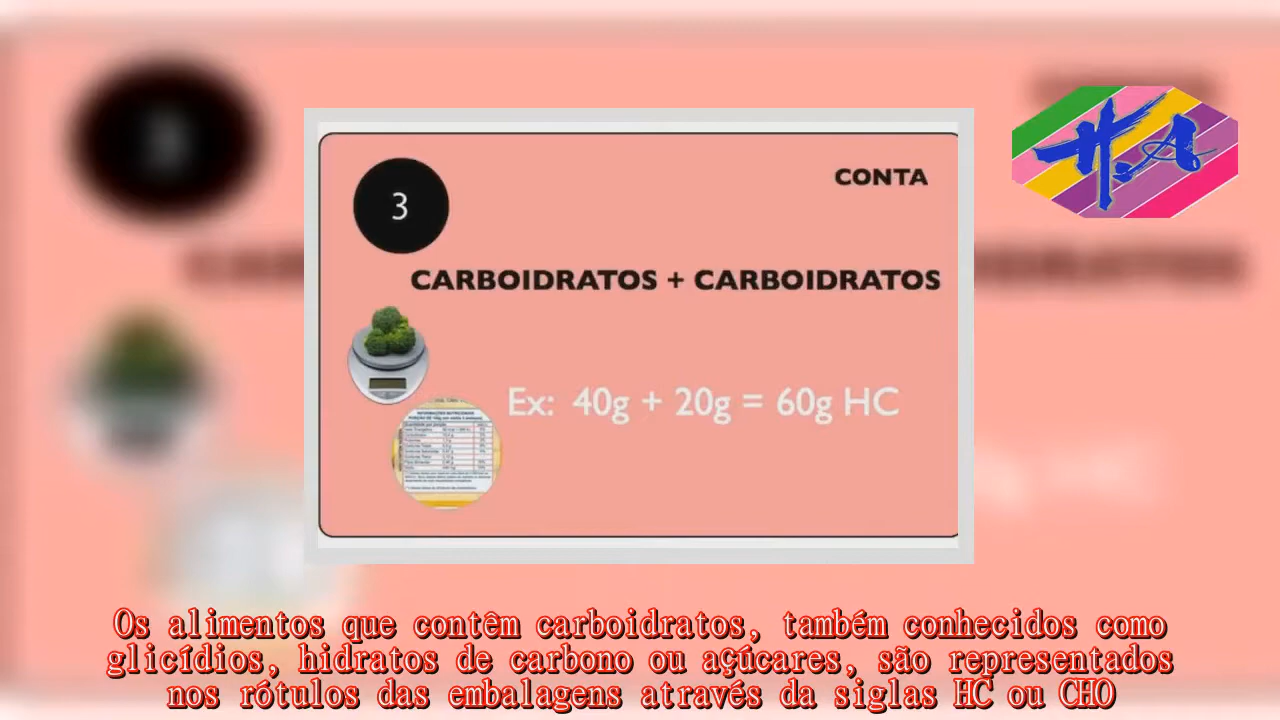 3
CONTA
CARBOIDRATOS + CARBOIDRATOS
Ex: 40g + 20g = 60g HC
H.A
Os alimentos que contêm carboidratos, também conhecidos como
glicídios, hidratos de carbono ou açúcares, são representados
nos rótulos das embalagens através da siglas HC ou CHO